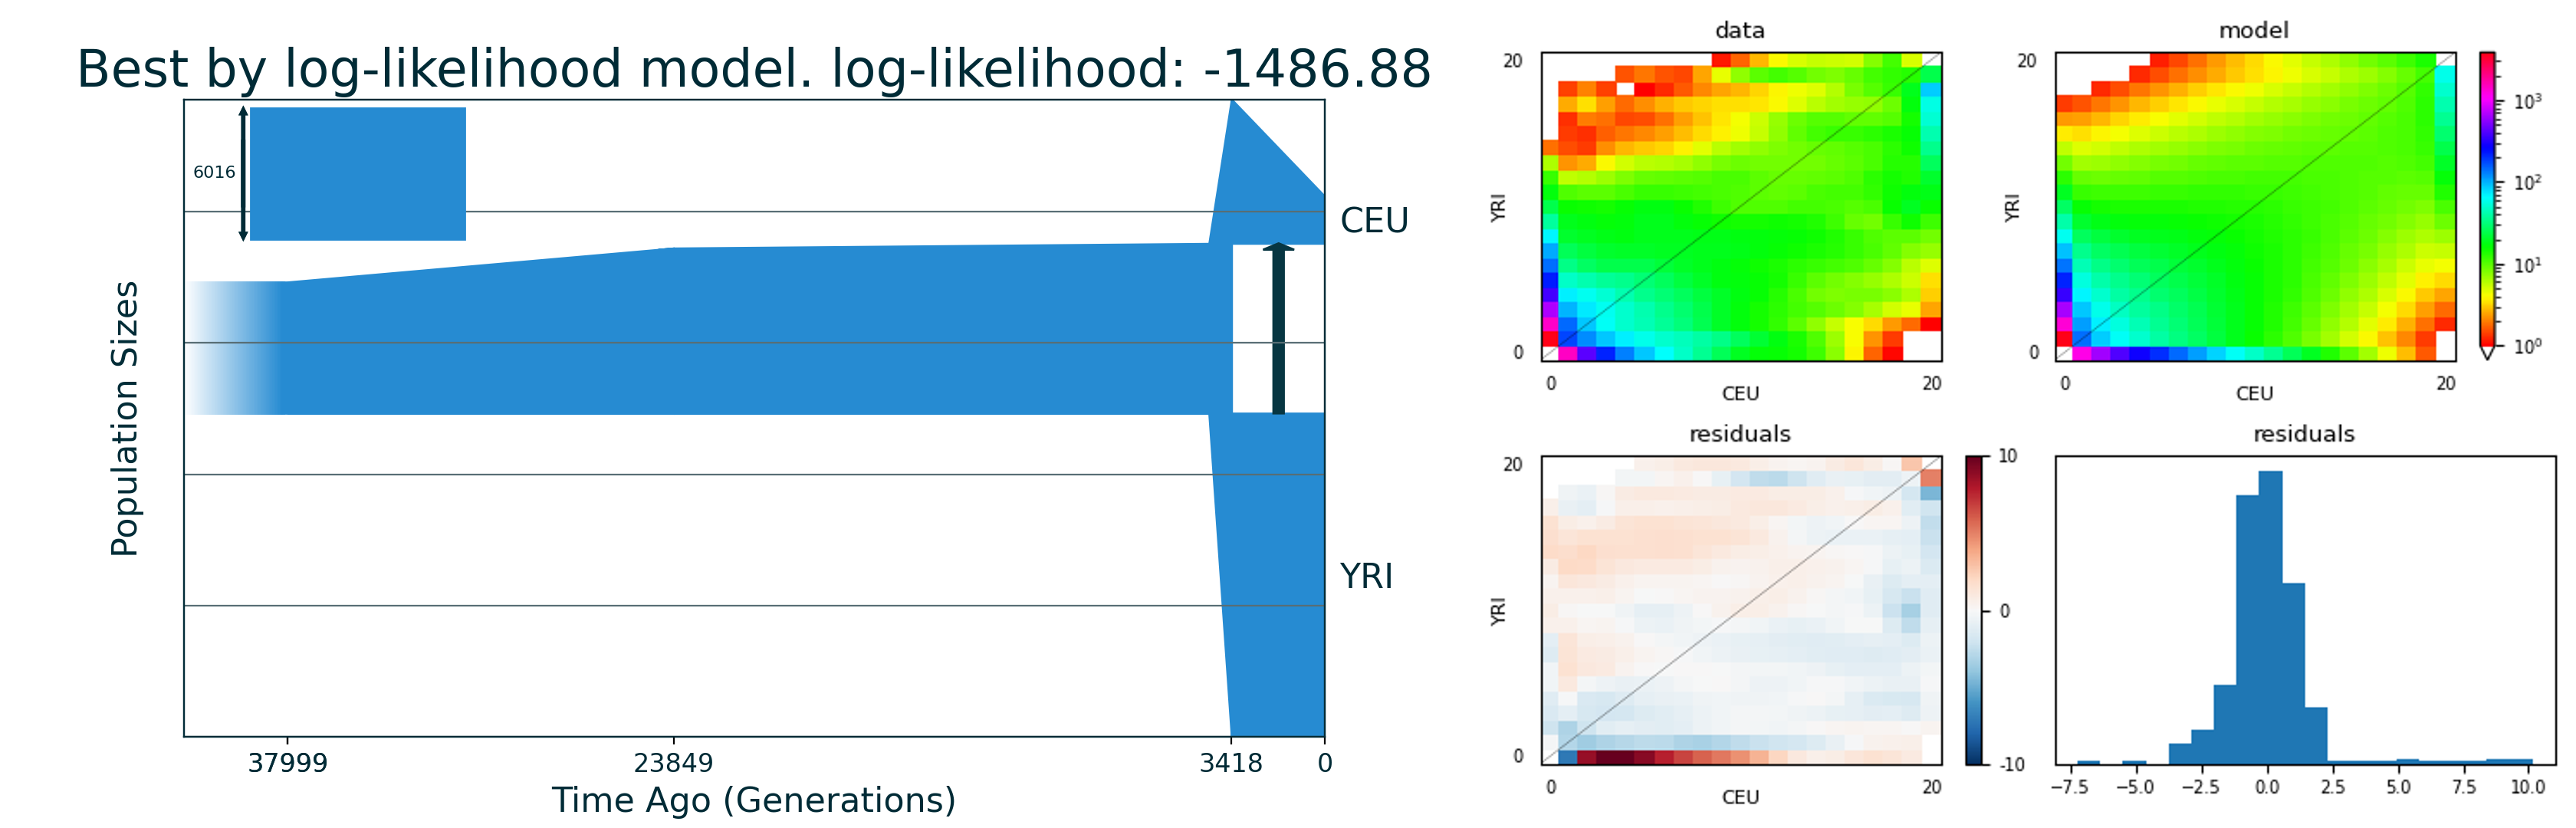 Best by log-likelihood model. log-likelihood: -1486.88
6016
CEU
YRI
Population Sizes
37999 23849 3418 0
Time Ago (Generations)
data
20
YRI
0
0 20
CEU
model
20
YRI
0
0 20
CEU
10³
10²
10¹
10⁰
residuals
20
YRI
0
0 20
CEU
10
0
-10
residuals
−7.5 −5.0 −2.5 0.0 2.5 5.0 7.5 10.0